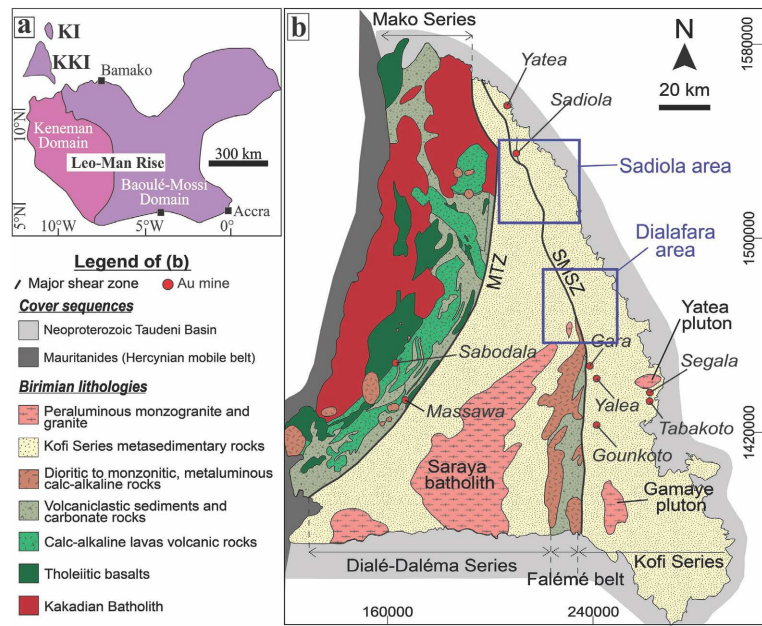 a
KI
KKI
Bamako
10°N
Keneman
Domain
Leo-Man Rise
300 km
Baoulé-Mossi
Domain
Accra
5°N
10°W
5°W
0°
Legend of (b)
Major shear zone
Au mine
Cover sequences
Neoproterozoic Taudeni Basin
Mauritanides (Hercynian mobile belt)
Birimian lithologies
Peraluminous monzogranite and
granite
Kofi Series metasedimentary rocks
Dioritic to monzonitic, metaluminous
calc-alkaline rocks
Volcaniclastic sediments and
carbonate rocks
Calc-alkaline lavas volcanic rocks
Tholeiitic basalts
Kakadian Batholith
b
Mako Series
N
20 km
1580000
Yatea
Sadiola
Sadiola area
1500000
Dialafara
area
MTZ
SMSZ
Yatea
pluton
Gara
Sabodala
Segala
Massawa
Yalea
Tabakoto
1420000
Gounkoto
Saraya
batholith
Gamaye
pluton
Dialé-Daléma Series
Kofi Series
Falémé belt
160000
240000